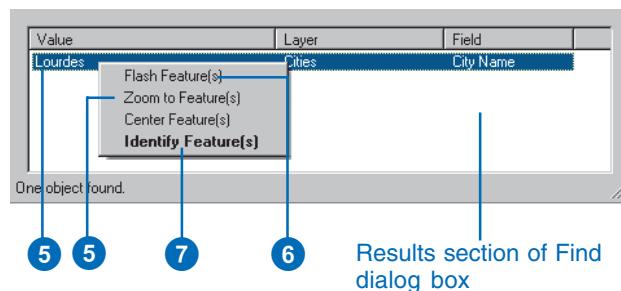 Value Layer Field
Lourdes Cities City Name
Flash Feature(s)
Zoom to Feature(s)
Center Feature(s)
Identify Feature(s)
One object found.
5 5 7 6
Results section of Find
dialog box